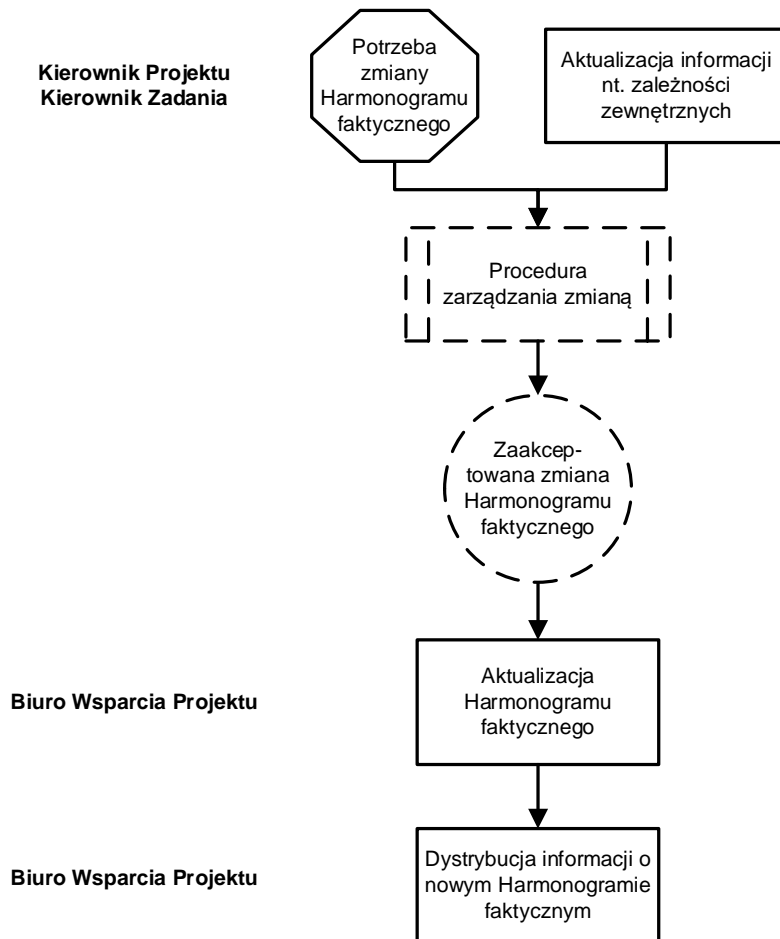 Kierownik Projektu
Kierownik Zadania
Potrzeba
zmiany
Harmonogramu
faktycznego
Aktualizacja informacji
nt. zależności
zewnętrznych
Procedura
zarządzania zmianą
Zaakcep-
towana zmiana
Harmonogramu
faktycznego
Biuro Wsparcia Projektu
Aktualizacja
Harmonogramu
faktycznego
Biuro Wsparcia Projektu
Dystrybucja informacji o
nowym Harmonogramie
faktycznym